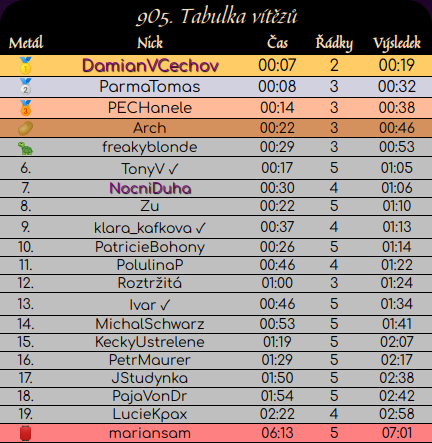 905. Tabulka vítězů
Metál Nick Čas Řádky Výsledek
🥇 DamianVCechov 00:07 2 00:19
🥈 ParmaTomas 00:08 3 00:32
🥉 PECHanele 00:14 3 00:38
🥔 Arch 00:22 3 00:46
🦕 freakyblonde 00:29 3 00:53
6. TonyV ✓ 00:17 5 01:05
7. NocniDuha 00:30 4 01:06
8. Zu 00:22 5 01:10
9. klara_kafkova ✓ 00:37 4 01:13
10. PatricieBohony 00:26 5 01:14
11. PolulinaP 00:46 4 01:22
12. Roztržitá 01:00 3 01:24
13. Ivar ✓ 00:46 5 01:34
14. MichalSchwarz 00:53 5 01:41
15. KeckyUstrelene 01:19 5 02:07
16. PetrMaurer 01:29 5 02:17
17. JStudynka 01:50 5 02:38
18. PajaVonDr 01:54 5 02:42
19. LucieKpax 02:22 4 02:58
mariansam 06:13 5 07:01